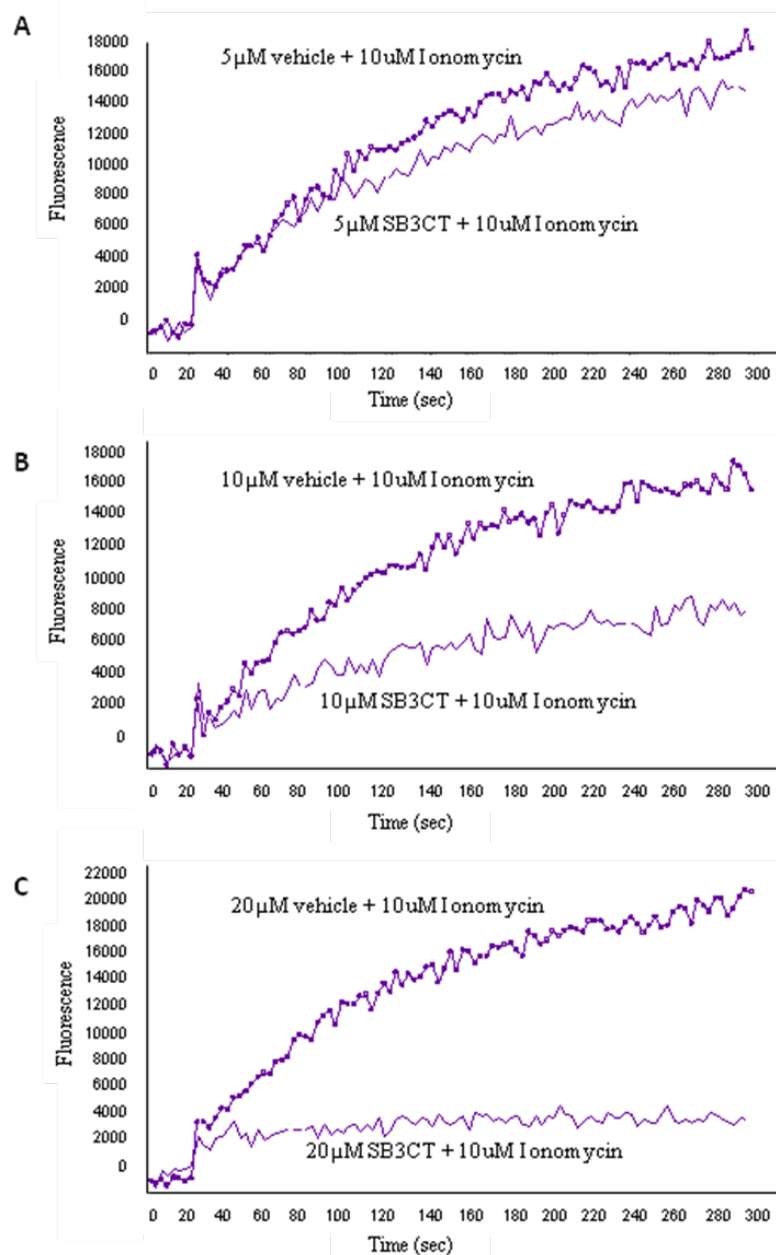 A
Fluorescence
18000
16000
14000
12000
10000
8000
6000
4000
2000
0
5µM vehicle + 10uM Ionomycin
5µM SB3CT + 10uM Ionomycin
0 20 40 60 80 100 120 140 160 180 200 220 240 260 280 300
Time (sec)
B
Fluorescence
18000
16000
14000
12000
10000
8000
6000
4000
2000
0
10µM vehicle + 10uM Ionomycin
10µM SB3CT + 10uM Ionomycin
0 20 40 60 80 100 120 140 160 180 200 220 240 260 280 300
Time (sec)
C
Fluorescence
22000
20000
18000
16000
14000
12000
10000
8000
6000
4000
2000
0
20µM vehicle + 10uM Ionomycin
20µM SB3CT + 10uM Ionomycin
0 20 40 60 80 100 120 140 160 180 200 220 240 260 280 300
Time (sec)